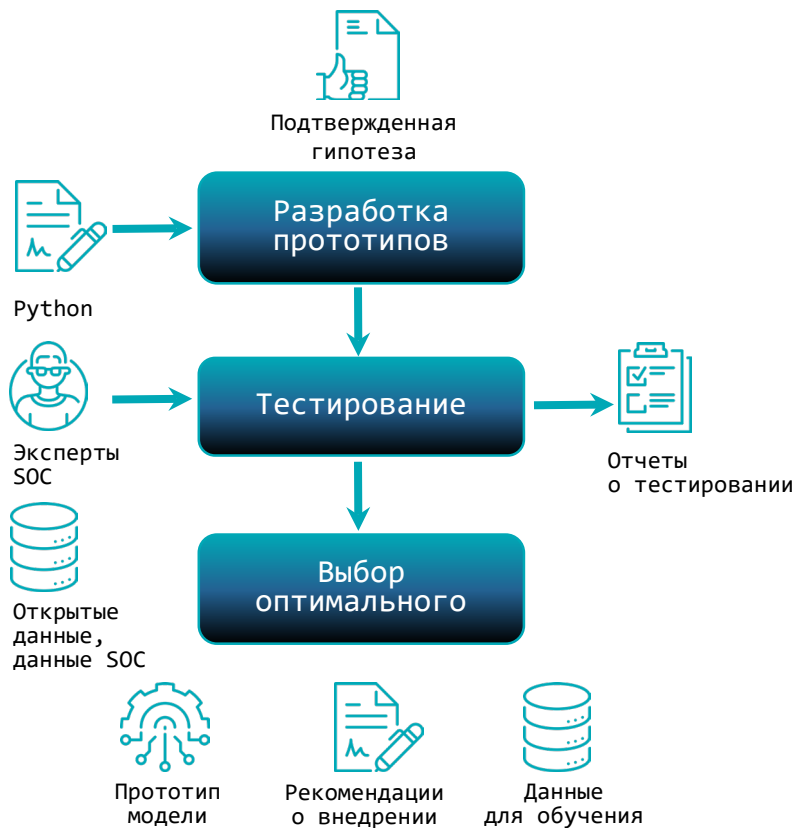 Подтвержденная
гипотеза
Разработка
прототипов
Python
Тестирование
Эксперты
SOC
Отчеты
о тестировании
Выбор
оптимального
Открытые
данные,
данные SOC
Прототип
модели
Рекомендации
о внедрении
Данные
для обучения